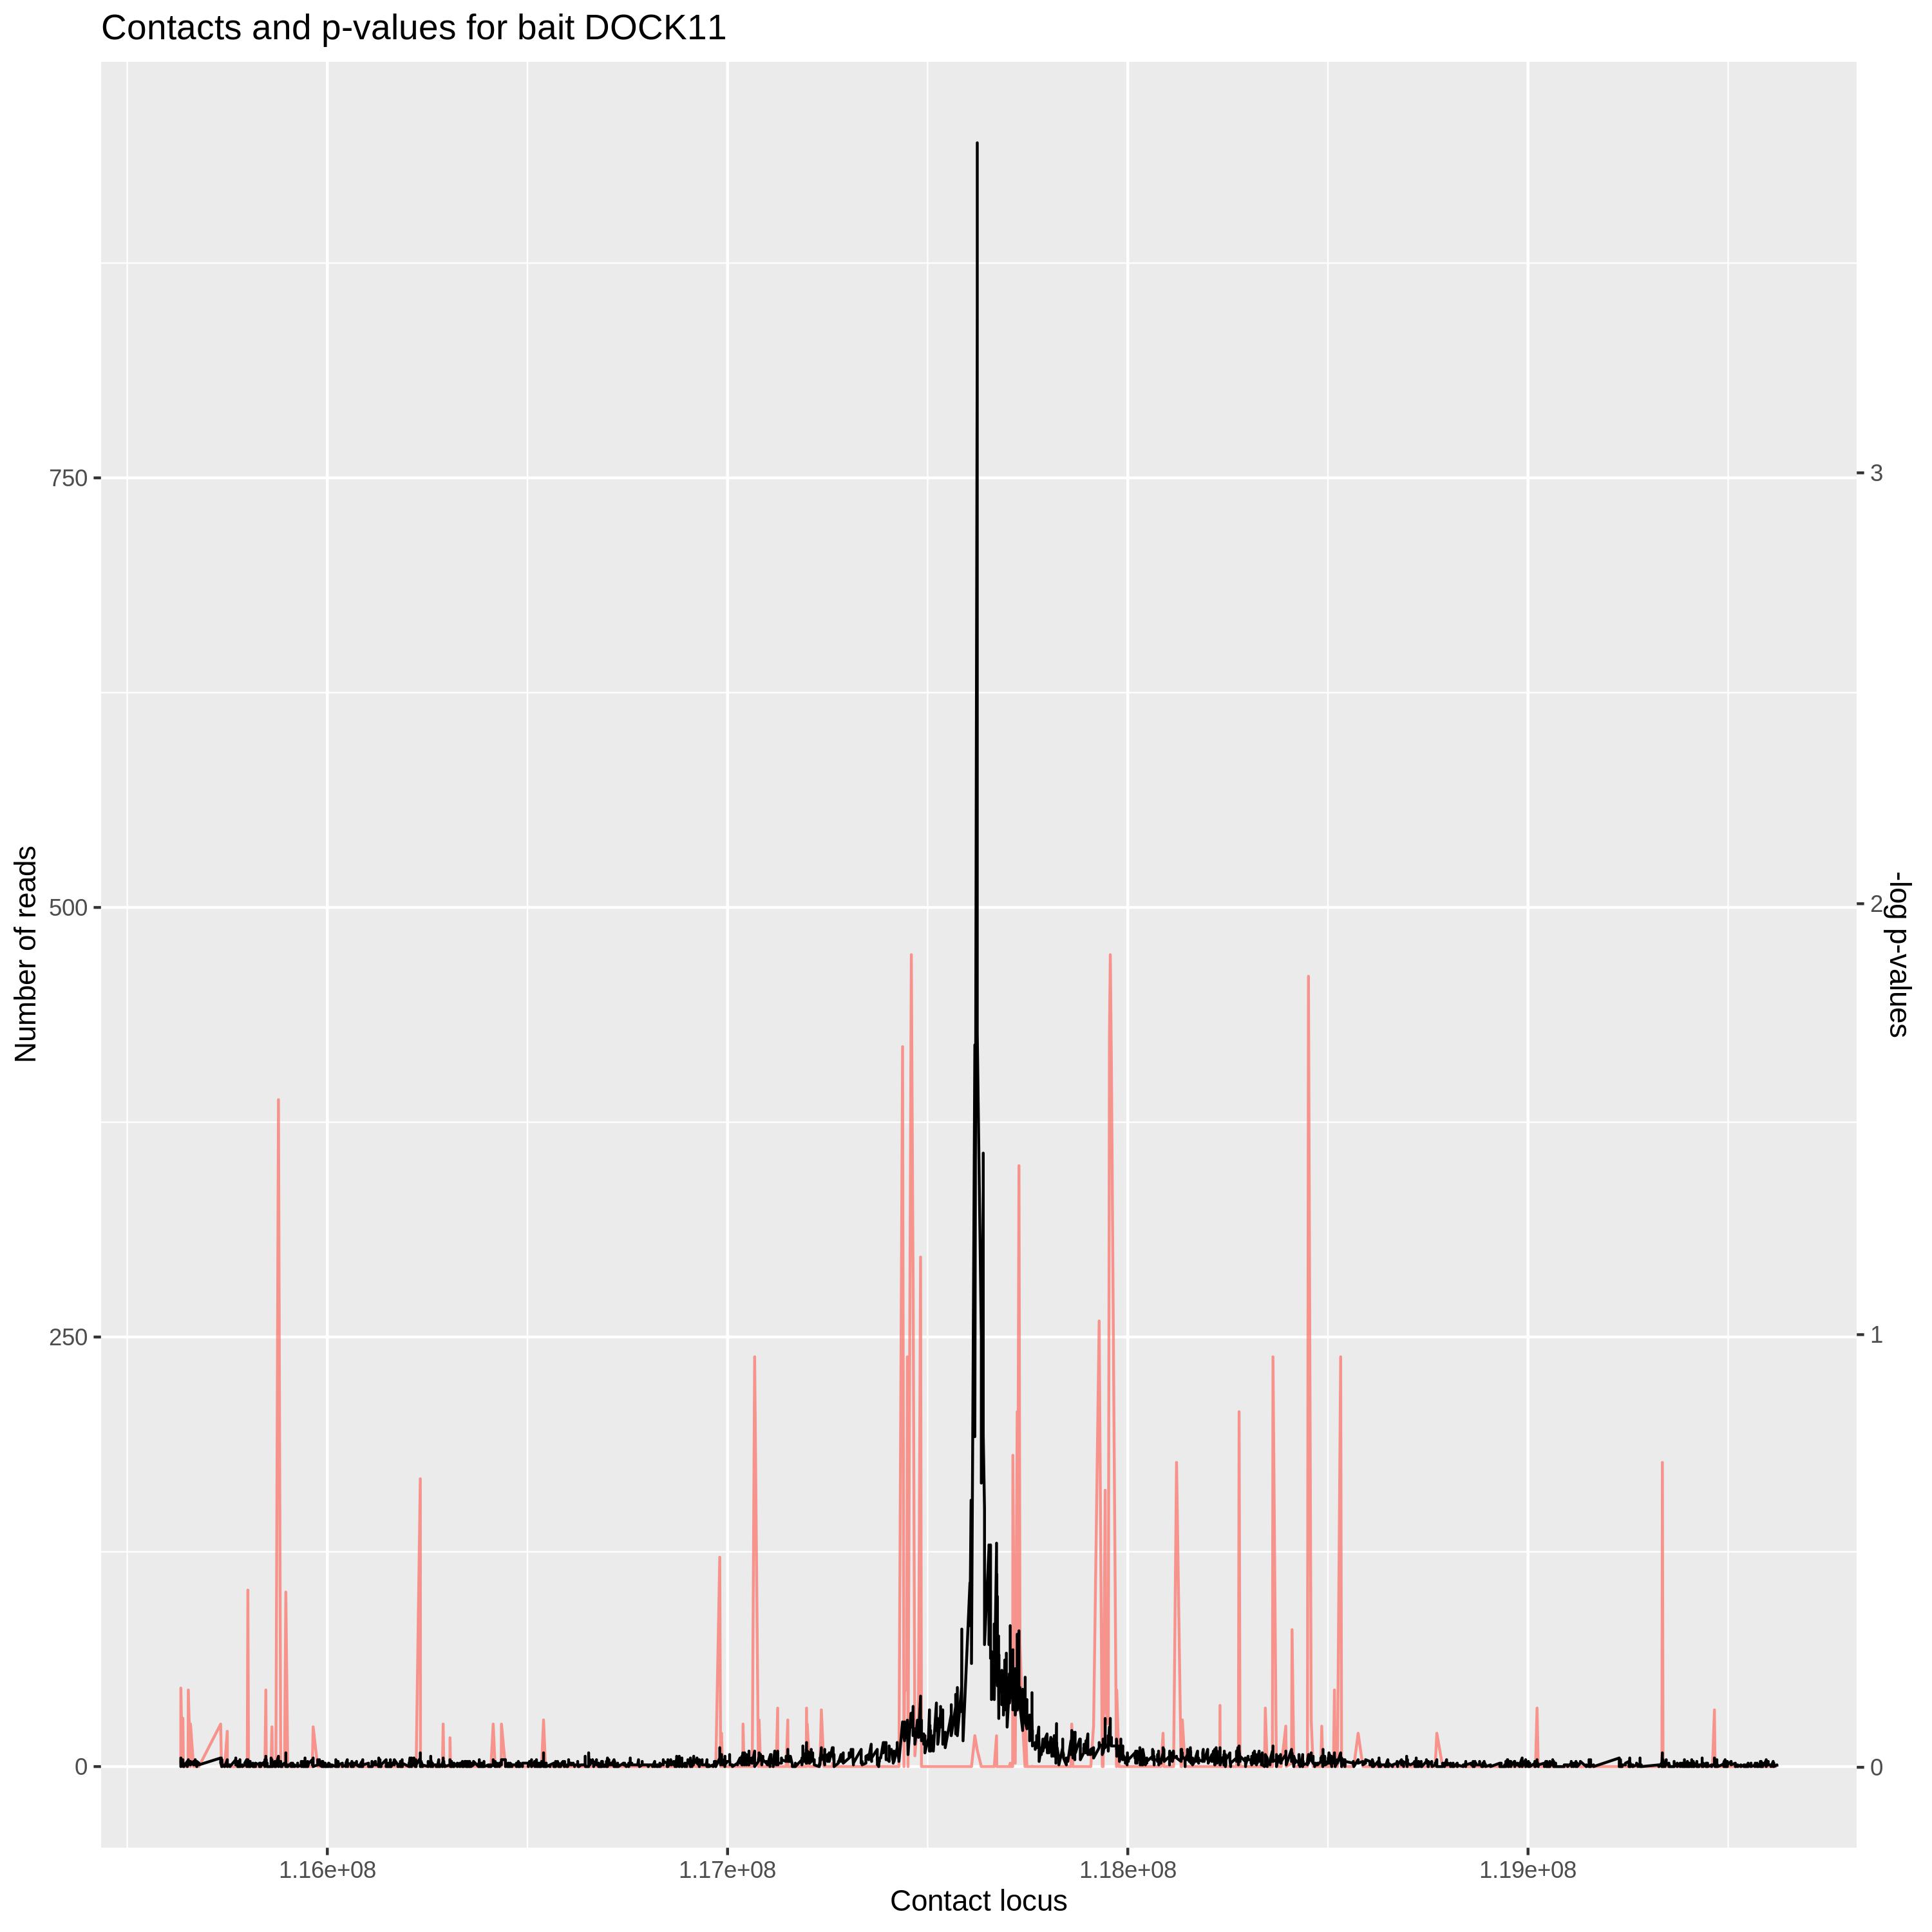 Contacts and p-values for bait DOCK11
Number of reads
750
500
250
0
3
2
1
0
-log p-values
1.16e+08
1.17e+08
1.18e+08
1.19e+08
Contact locus